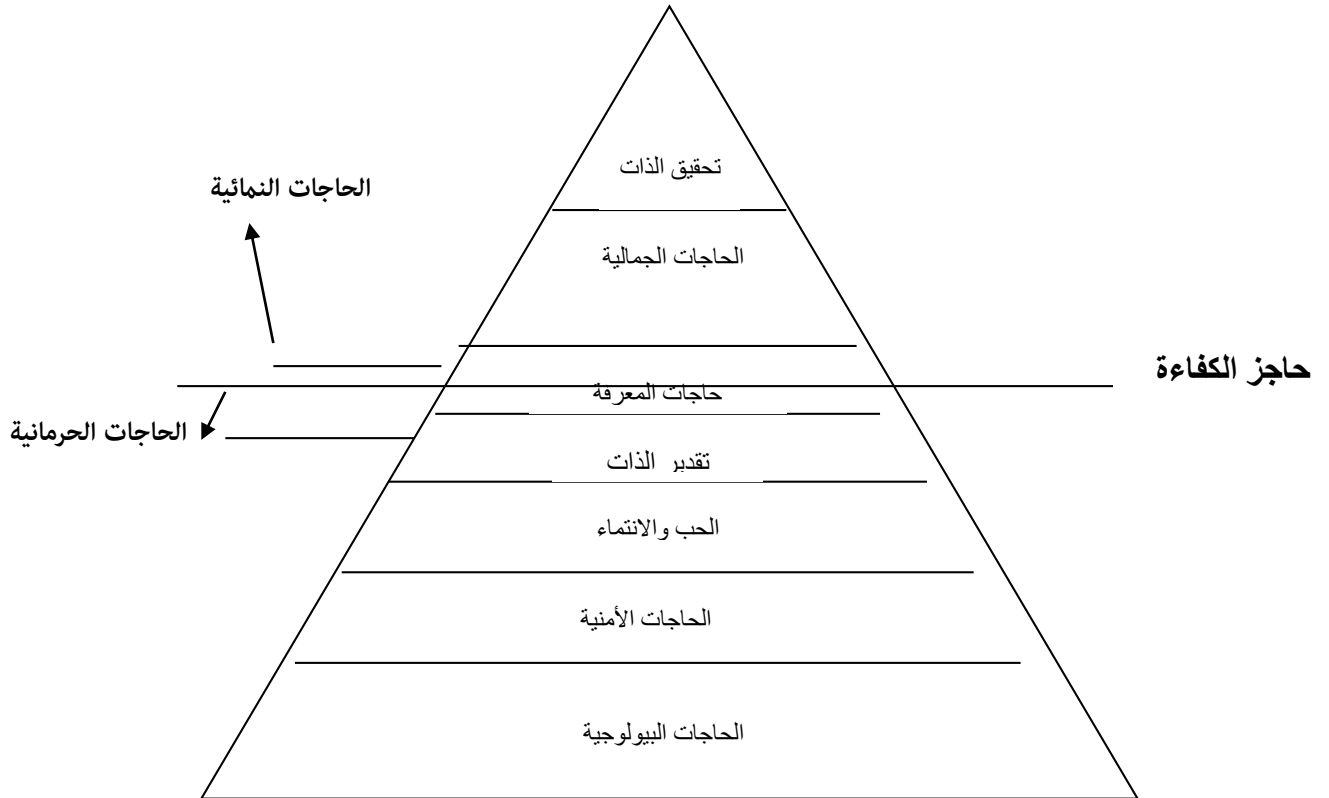 تحقيق الذات
الحاجات النمائية
الحاجات الجمالية
حاجز الكفاءة
حاجات المعرفة
الحاجات الحرمانية
تقدير الذات
الحب والانتماء
الحاجات الأمنية
الحاجات البيولوجية